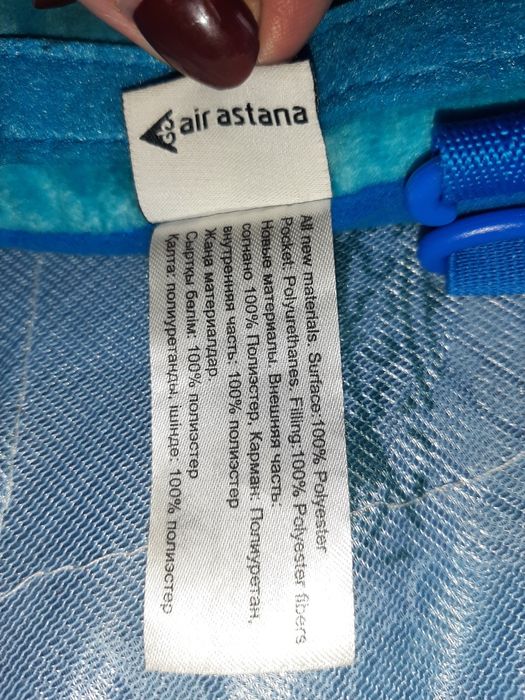 air astana
All new materials. Surface:100% Polyester
Pocket: Polyurethanes. Filling:100% Polyester fibers
Новые материалы. Внешняя часть:
соткано 100% Полиэстер, Карман: Полиуретан,
внутренняя часть: 100% полиэстер
Жаңа материалдар.
Сыртқы бөлім: 100% полиэстер
Қалта: полиуретанды, ішінде: 100% полиэстер